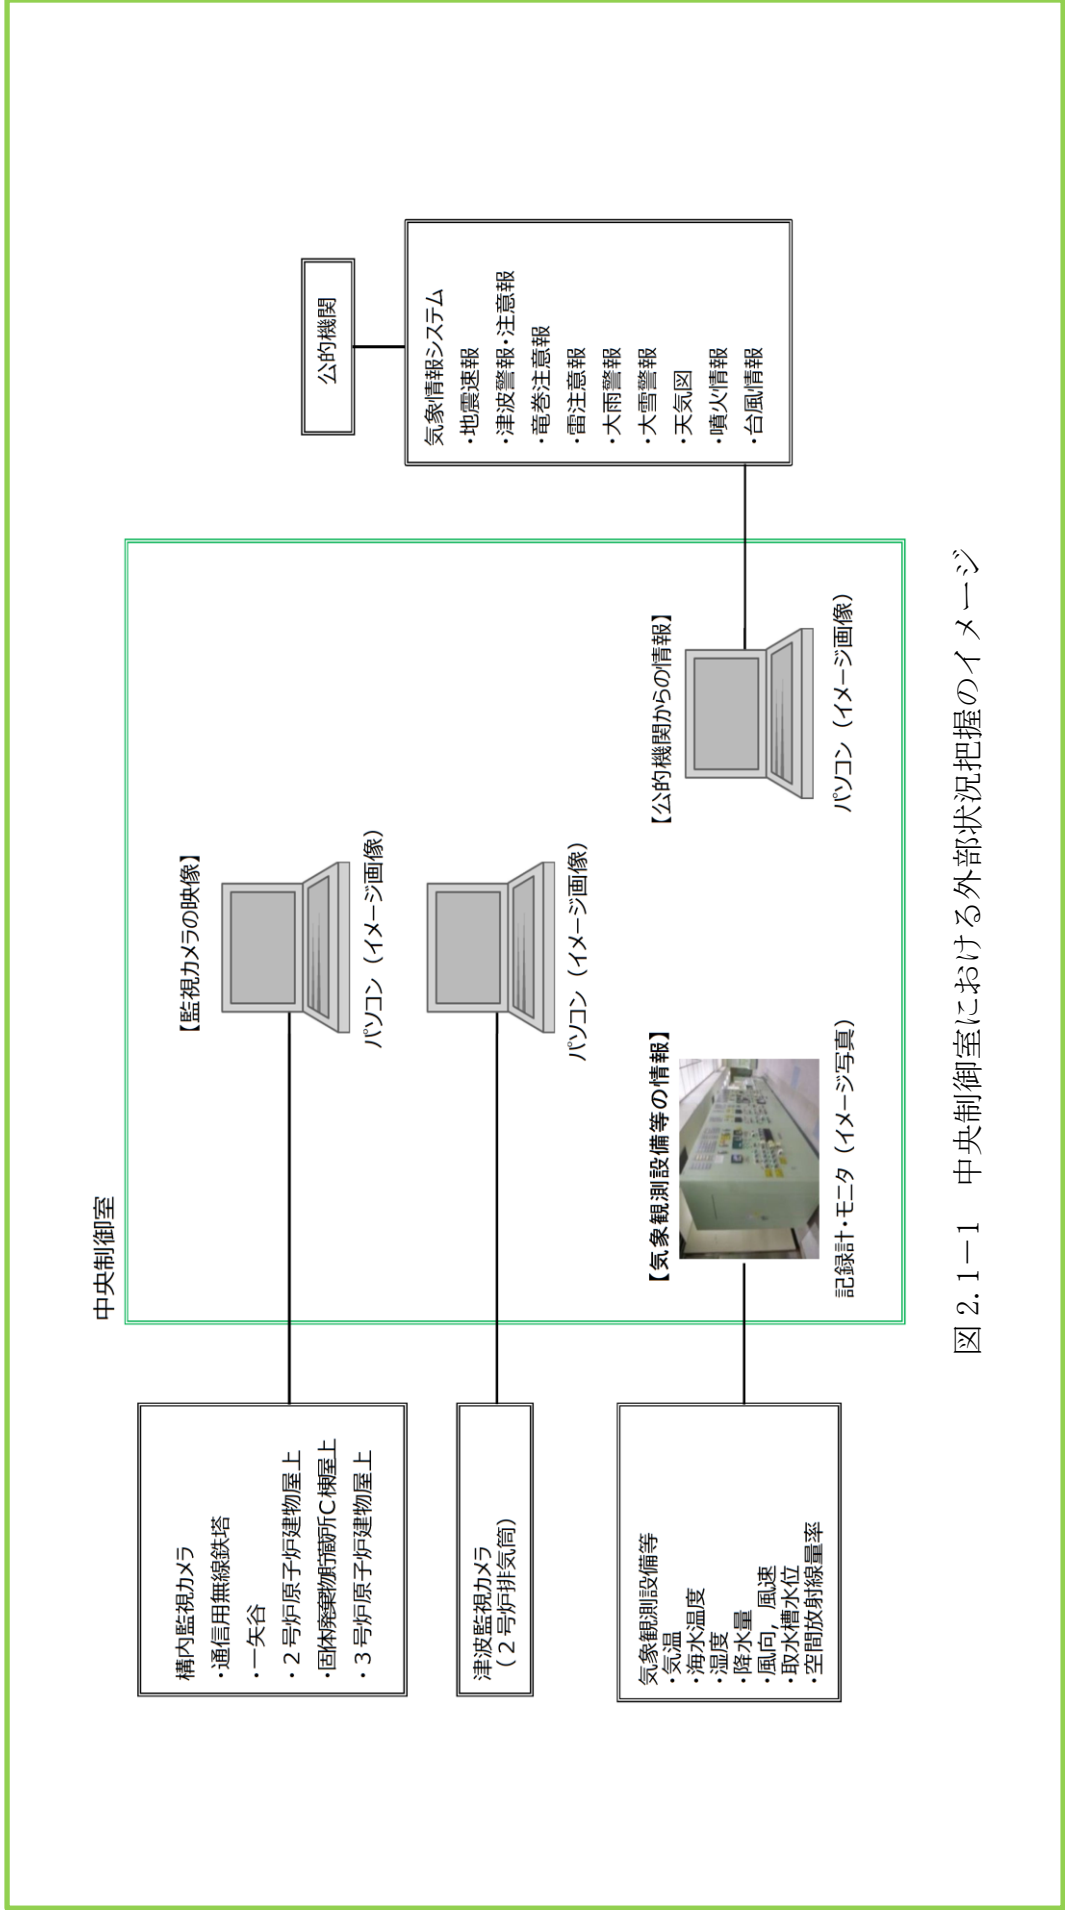 中央制御室
構内監視カメラ
・通信用無線鉄塔
・一矢谷
・２号炉原子炉建物屋上
・固体廃棄物貯蔵所Ｃ棟屋上
・３号炉原子炉建物屋上
津波監視カメラ
（２号炉排気筒）
気象観測設備等
・気温
・海水温度
・湿度
・降水量
・風向，風速
・取水槽水位
・空間放射線量率
【監視カメラの映像】
パソコン（イメージ画像）
パソコン（イメージ画像）
【気象観測設備等の情報】
記録計・モニタ（イメージ写真）
【公的機関からの情報】
パソコン（イメージ画像）
公的機関
気象情報システム
・地震速報
・津波警報・注意報
・竜巻注意報
・雷注意報
・大雨警報
・大雪警報
・天気図
・噴火情報
・台風情報
図 2.1－1　中央制御室における外部状況把握のイメージ